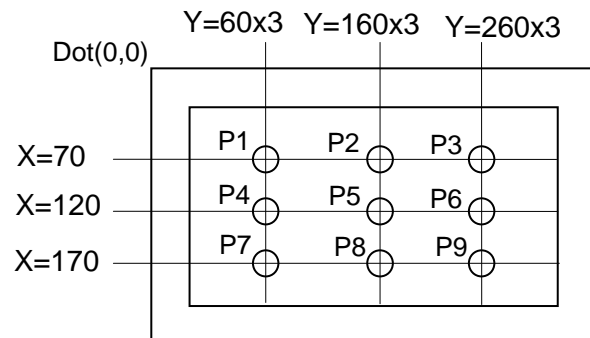 Y=60x3 Y=160x3 Y=260x3
Dot(0,0)
P1 P2 P3
X=70
P4 P5 P6
X=120
P7 P8 P9
X=170